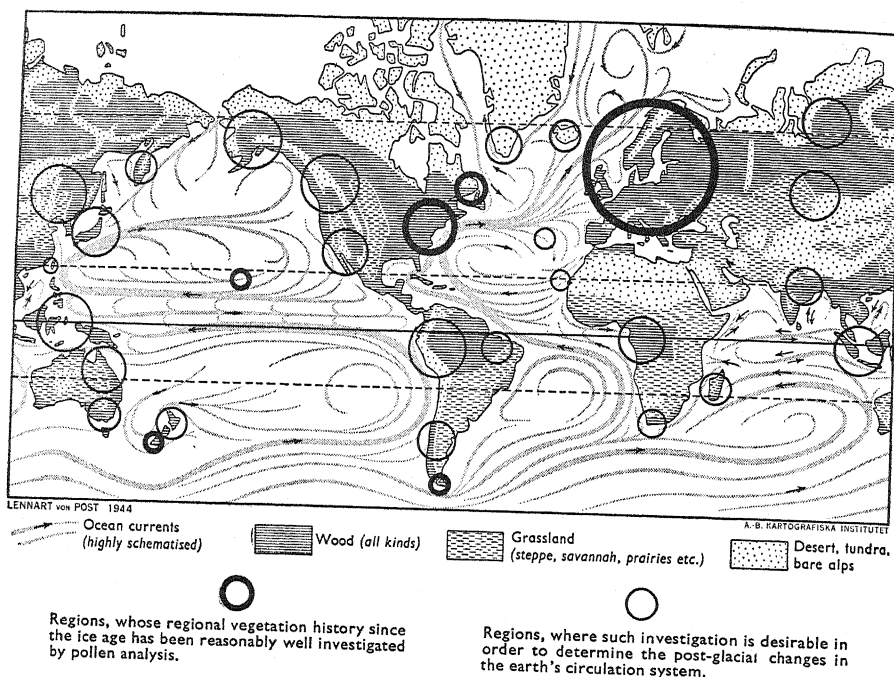 LENNART von POST 1944
A.-B. KARTOGRAFISKA INSTITUTET
Ocean currents
(highly schematised)
Wood (all kinds)
Grassland
(steppe, savannah, prairies etc.)
Desert, tundra,
bare alps
Regions, whose regional vegetation history since
the ice age has been reasonably well investigated
by pollen analysis.
Regions, where such investigation is desirable in
order to determine the post-glacial changes in
the earth's circulation system.